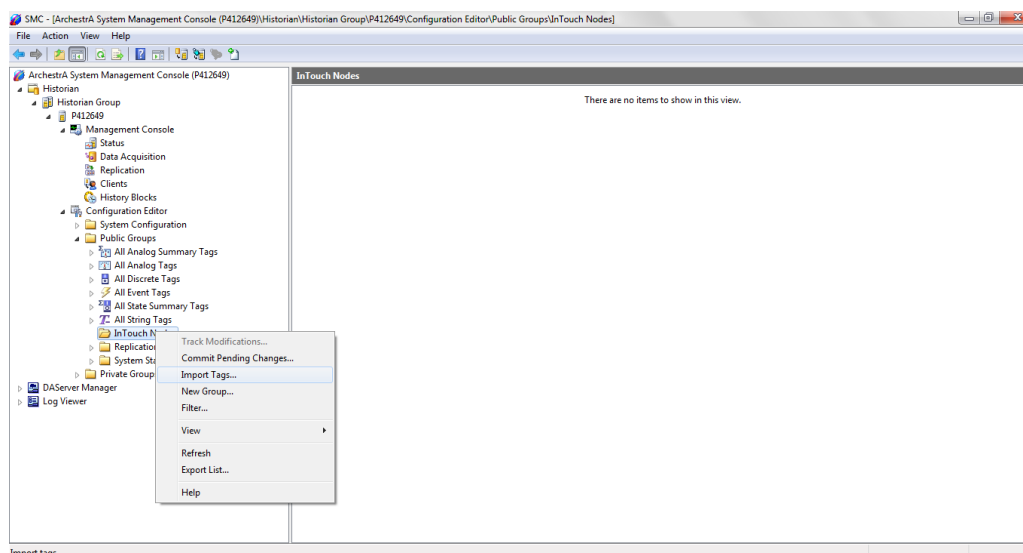 SMC - [ArchestrA System Management Console (P412649)\Historian\Historian Group\P412649\Configuration Editor\Public Groups\InTouch Nodes]
File Action View Help
ArchestrA System Management Console (P412649)
InTouch Nodes
Historian
There are no items to show in this view.
Historian Group
P412649
Management Console
Status
Data Acquisition
Replication
Clients
History Blocks
Configuration Editor
System Configuration
Public Groups
All Analog Summary Tags
All Analog Tags
All Discrete Tags
All Event Tags
All State Summary Tags
All String Tags
InTouch
Replication
System
Private Group
DAServer Manager
Log Viewer
Track Modifications...
Commit Pending Changes...
Import Tags...
New Group...
Filter...
View
Refresh
Export List...
Help
Import tags